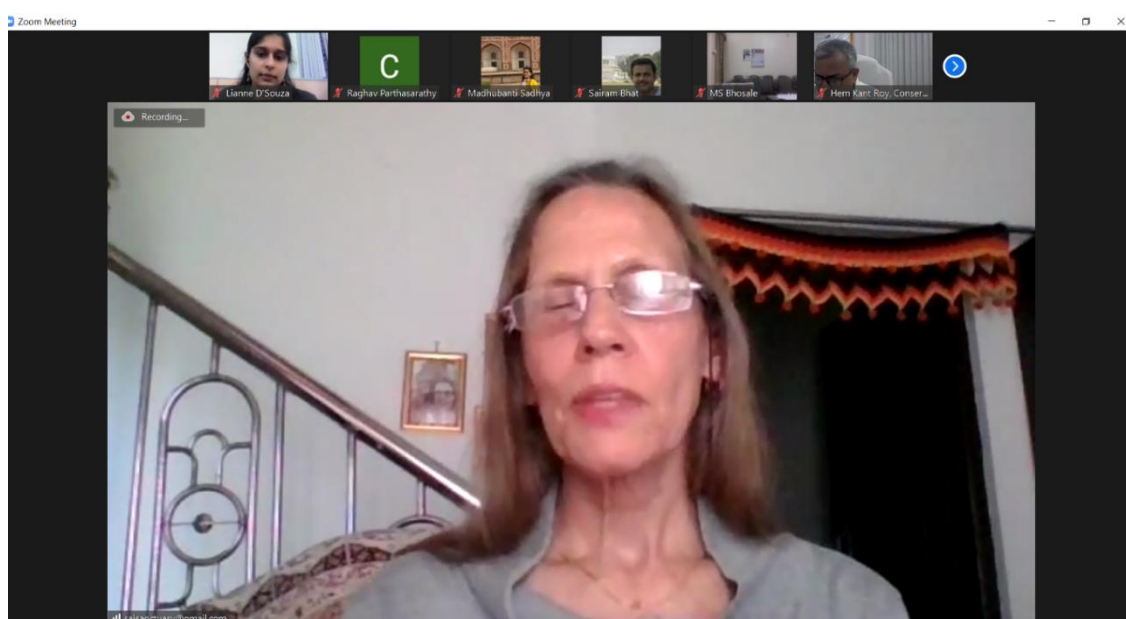 Zoom Meeting
Lianne D'Souza
C
Raghav Parthasarathy
Madhubanti Sadhya
Sairam Bhat
MS Bhosale
Hem Kant Roy, Conser...
Recording...